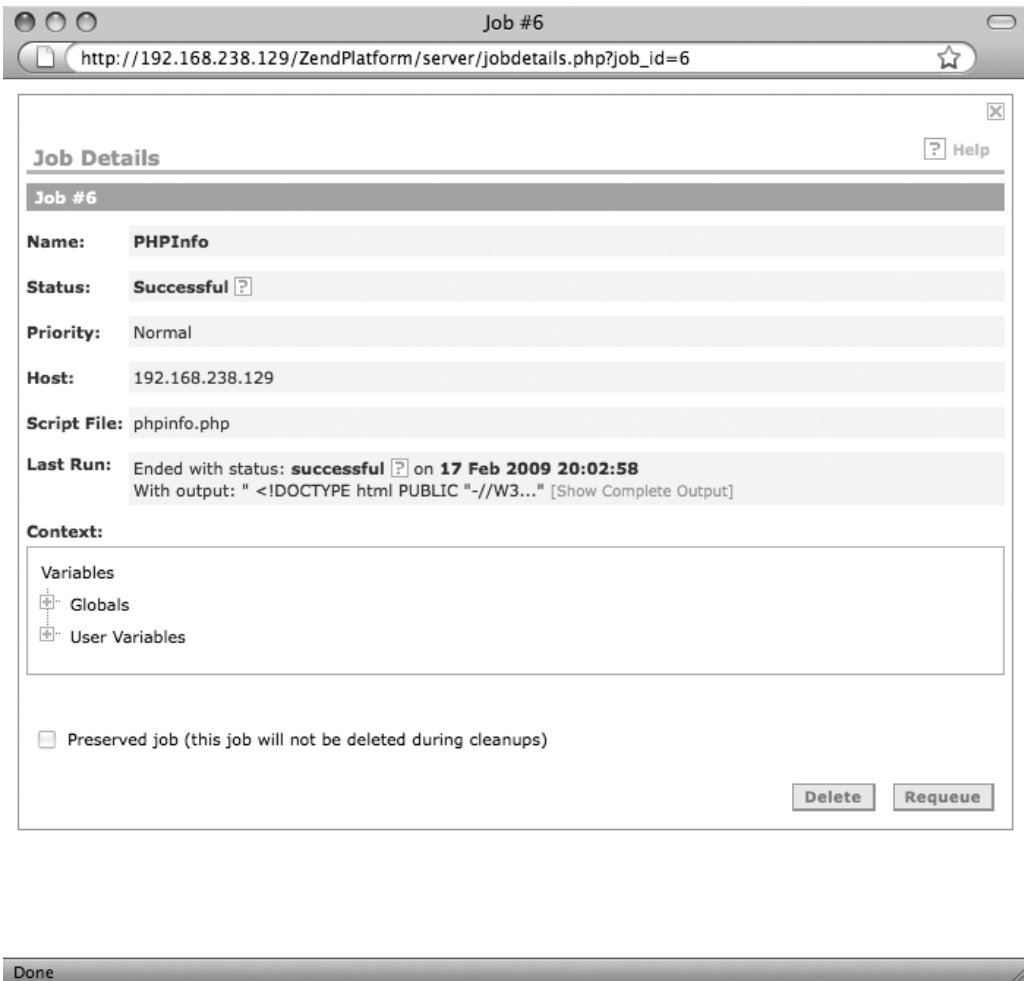 Job #6
http://192.168.238.129/ZendPlatform/server/jobdetails.php?job_id=6
? Help
Job Details
Job #6
Name: PHPInfo
Status: Successful ?
Priority: Normal
Host: 192.168.238.129
Script File: phpinfo.php
Last Run: Ended with status: successful ? on 17 Feb 2009 20:02:58
With output: " <!DOCTYPE html PUBLIC "-//W3..." [Show Complete Output]
Context:
Variables
Globals
User Variables
Preserved job (this job will not be deleted during cleanups)
Delete Requeue
Done